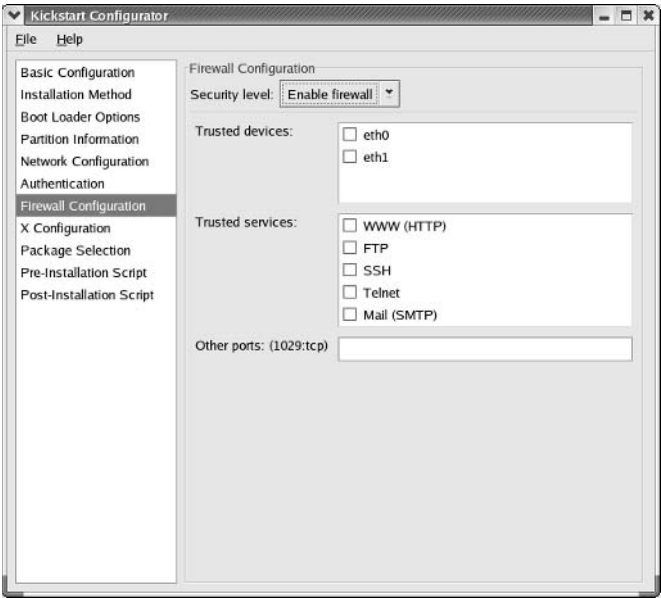 Kickstart Configurator
File Help
Basic Configuration
Installation Method
Boot Loader Options
Partition Information
Network Configuration
Authentication
Firewall Configuration
X Configuration
Package Selection
Pre-Installation Script
Post-Installation Script
Firewall Configuration
Security level: Enable firewall
Trusted devices:
eth0
eth1
Trusted services:
WWW (HTTP)
FTP
SSH
Telnet
Mail (SMTP)
Other ports: (1029:tcp)